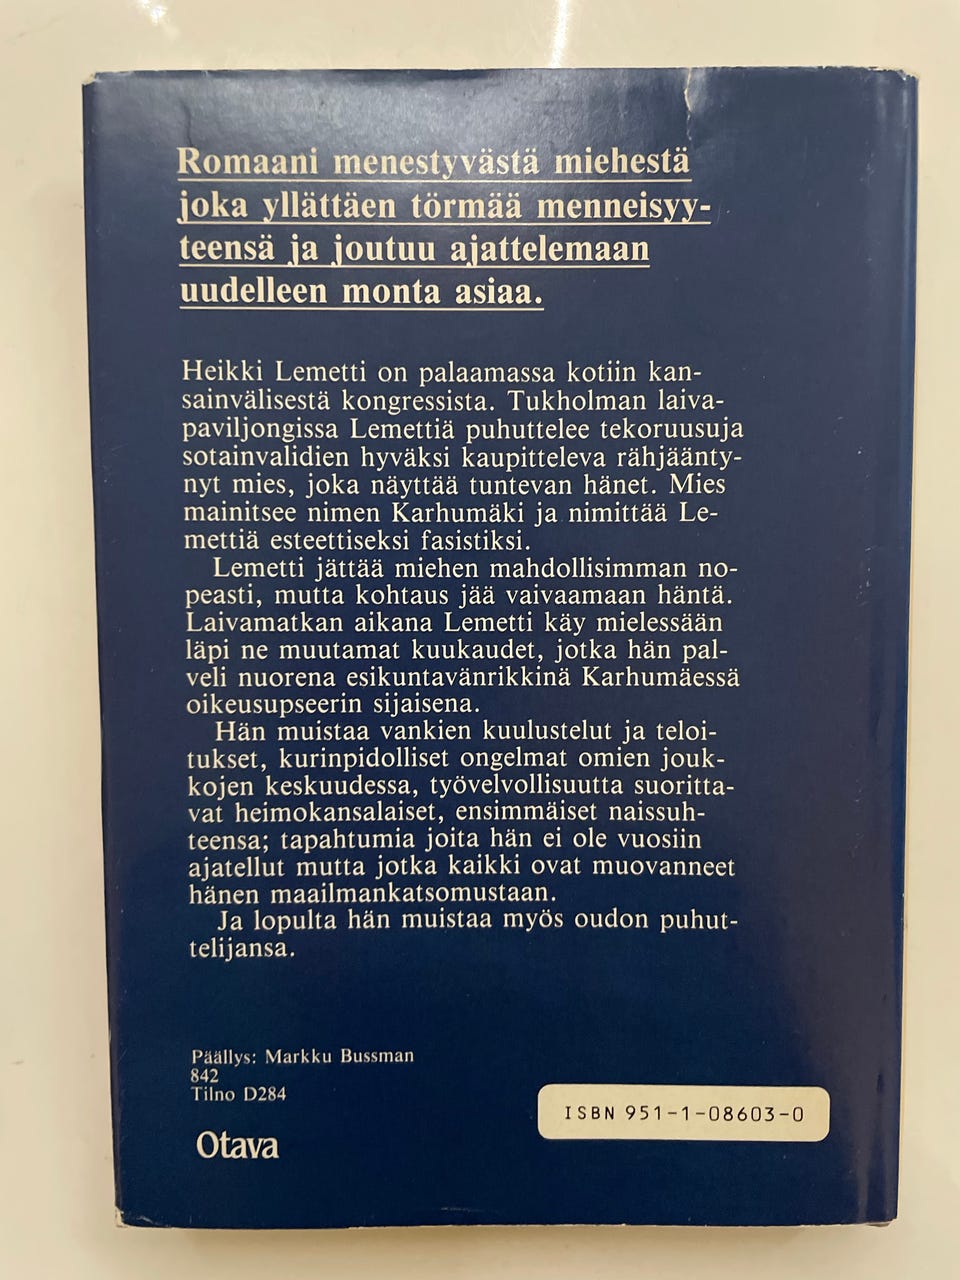 Romaani menestyvästä miehestä
joka yllättäen törmää menneisyy-
teensä ja joutuu ajattelemaan
uudelleen monta asiaa.
Heikki Lemetti on palaamassa kotiin kan-
sainvälisestä kongressista. Tukholman laiva-
paviljongissa Lemettiä puhuttelee tekoruusuja
sotainvalidien hyväksi kaupitteleva rähjäänty-
nyt mies, joka näyttää tuntevan hänet. Mies
mainitsee nimen Karhumäki ja nimittää Le-
mettiä esteettiseksi fasistiksi.
Lemetti jättää miehen mahdollisimman no-
peasti, mutta kohtaus jää vaivaamaan häntä.
Laivamatkan aikana Lemetti käy mielessään
läpi ne muutamat kuukaudet, jotka hän pal-
veli nuorena esikuntavänrikkinä Karhumäessä
oikeusupseerin sijaisena.
Hän muistaa vankien kuulustelut ja teloi-
tukset, kurinpidolliset ongelmat omien jouk-
kojen keskuudessa, työvelvollisuutta suoritta-
vat heimokansalaiset, ensimmäiset naissuh-
teensa; tapahtumia joita hän ei ole vuosiin
ajatellut mutta jotka kaikki ovat muovanneet
hänen maailmankatsomustaan.
Ja lopulta hän muistaa myös oudon puhut-
telijansa.
Päällys: Markku Bussman
842
Tilno D284
ISBN 951-1-08603-0
Otava